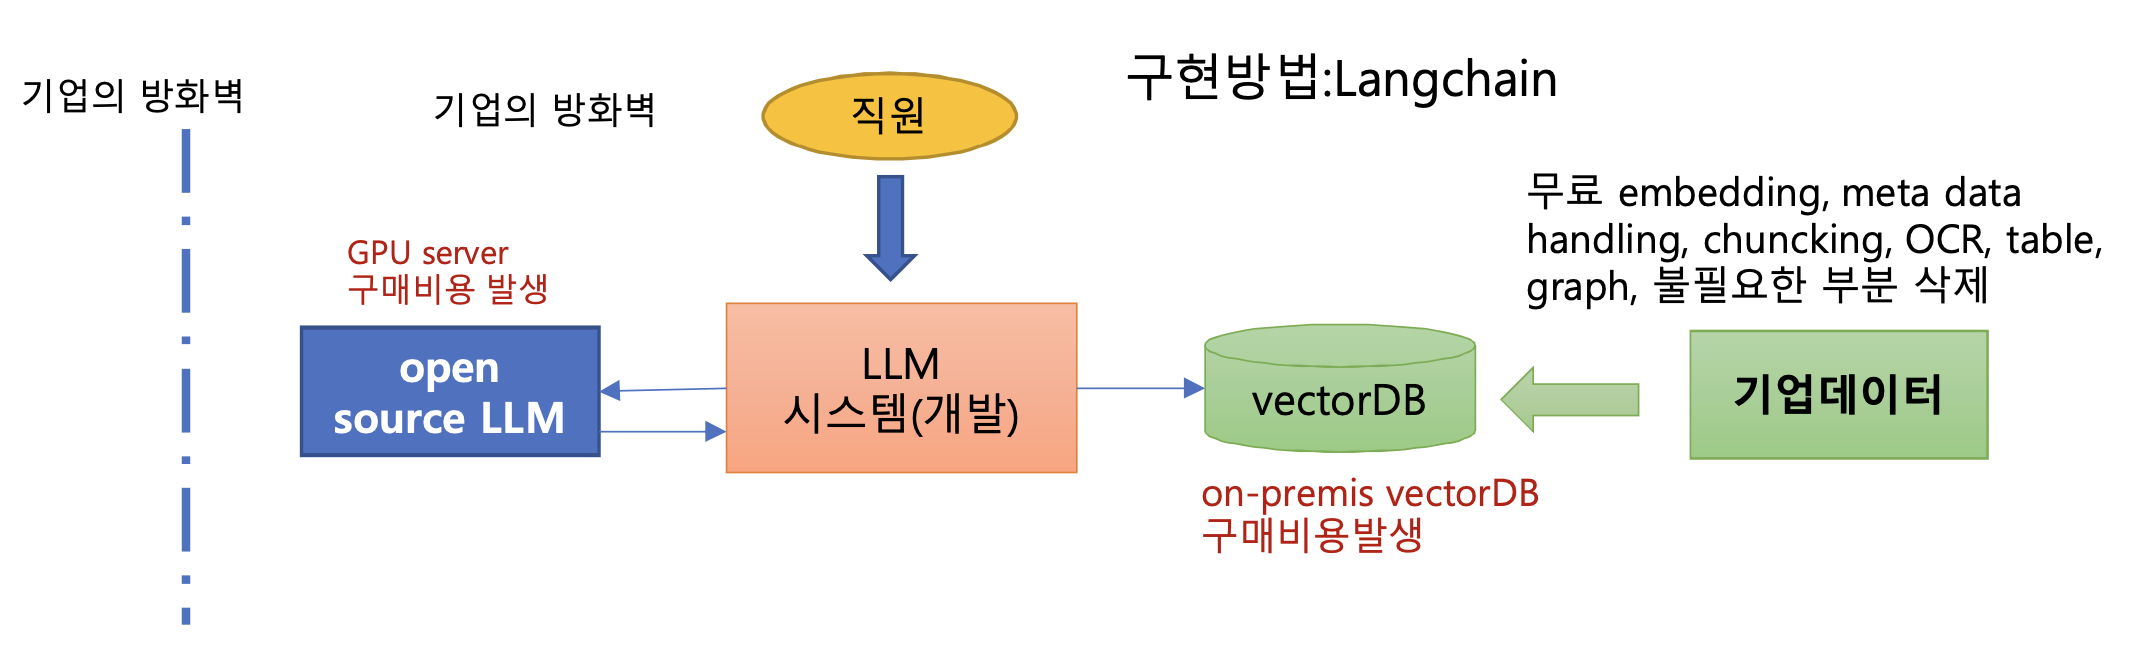 기업의 방화벽
기업의 방화벽
직원
구현방법:Langchain
무료 embedding, meta data
handling, chuncking, OCR, table,
graph, 불필요한 부분 삭제
GPU server
구매비용 발생
open
source LLM
LLM
시스템(개발)
vectorDB
기업데이터
on-premis vectorDB
구매비용발생